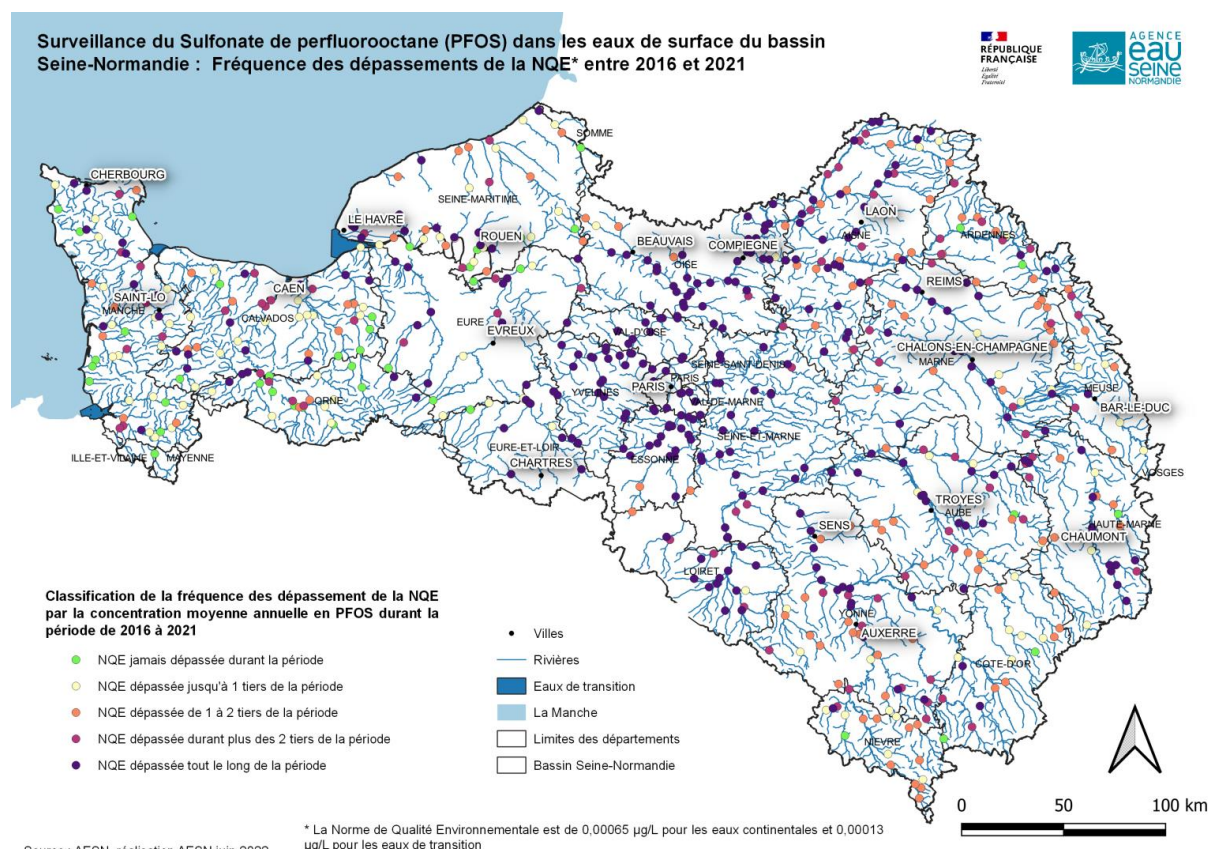 Surveillance du Sulfonate de perfluorooctane (PFOS) dans les eaux de surface du bassin
Seine-Normandie : Fréquence des dépassements de la NQE* entre 2016 et 2021
RÉPUBLIQUE
FRANÇAISE
Liberté
Égalité
Fraternité
AGENCE
eau
SEINE
NORMANDIE
SOMME
CHERBOURG
SEINE-MARITIME
LE HAVRE
ROUEN
LAON
AISNE
ARDENNES
BEAUVAIS
OISE
COMPIEGNE
REIMS
SAINT-LO
MANCHE
CAEN
CALVADOS
EURE
EVREUX
VAL-D'OISE
CHALONS-EN-CHAMPAGNE
MARNE
SEINE-SAINT-DENIS
PARIS
PARIS
YVELINES
VAL-DE-MARNE
MEUSE
BAR-LE-DUC
ORNE
SEINE-ET-MARNE
EURE-ET-LOIR
ESSONNE
CHARTRES
ILLE-ET-VILAINE
MAYENNE
VOSGES
TROYES
AUBE
SENS
HAUTE-MARNE
CHAUMONT
LOIRET
YONNE
AUXERRE
COTE-D'OR
NIEVRE
Classification de la fréquence des dépassement de la NQE
par la concentration moyenne annuelle en PFOS durant la
période de 2016 à 2021
NQE jamais dépassée durant la période
NQE dépassée jusqu'à 1 tiers de la période
NQE dépassée de 1 à 2 tiers de la période
NQE dépassée durant plus des 2 tiers de la période
NQE dépassée tout le long de la période
Villes
Rivières
Eaux de transition
La Manche
Limites des départements
Bassin Seine-Normandie
0 50 100 km
* La Norme de Qualité Environnementale est de 0,00065 µg/L pour les eaux continentales et 0,00013
µg/L pour les eaux de transition
Source : AESN, réalisation AESN juin